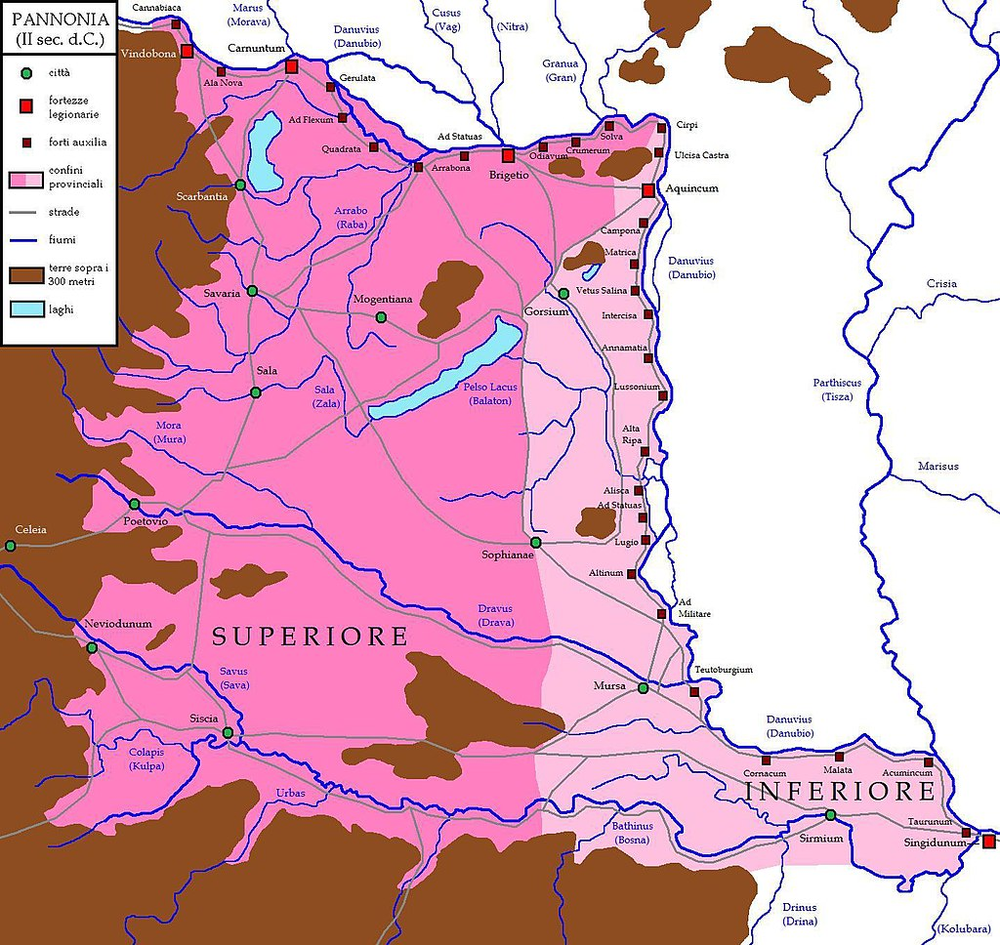 PANNONIA
(II sec. d.C.)
città
fortezze
legionarie
forti auxilia
confini
provinciali
strade
fiumi
terre sopra i
300 metri
laghi
Cannabiaca
Marus
(Morava)
Cusus
(Vag)
(Nitra)
Vindobona
Carnuntum
Danuvius
(Danubio)
Granua
(Gran)
Ala Nova
Gerulata
Ad Flexum
Quadrata
Ad Statuas
Arrabona
Brigetio
Odiavum
Crumerum
Solva
Cirpi
Ulcisa Castra
Aquincum
Scarbantia
Arrabo
(Raba)
Campona
Matrica
Danuvius
(Danubio)
Savaria
Mogentiana
Gorsium
Vetus Salina
Intercisa
Crisia
Annamatia
Sala
Sala
(Zala)
Pelso Lacus
(Balaton)
Lussonium
Parthiscus
(Tisza)
Mora
(Mura)
Alta
Ripa
Marisus
Alisca
Ad Statuas
Poetovio
Celeia
Sophianae
Lugio
Altinum
Neviodunum
SUPERIORE
Dravus
(Drava)
Ad
Militare
Savus
(Sava)
Mursa
Teutoburgium
Siscia
Danuvius
(Danubio)
Colapis
(Kulpa)
Cornacum
Malata
Acumincum
Urbas
INFERIORE
Bathinus
(Bosna)
Sirmium
Taurunum
Singidunum
Drinus
(Drina)
(Kolubara)